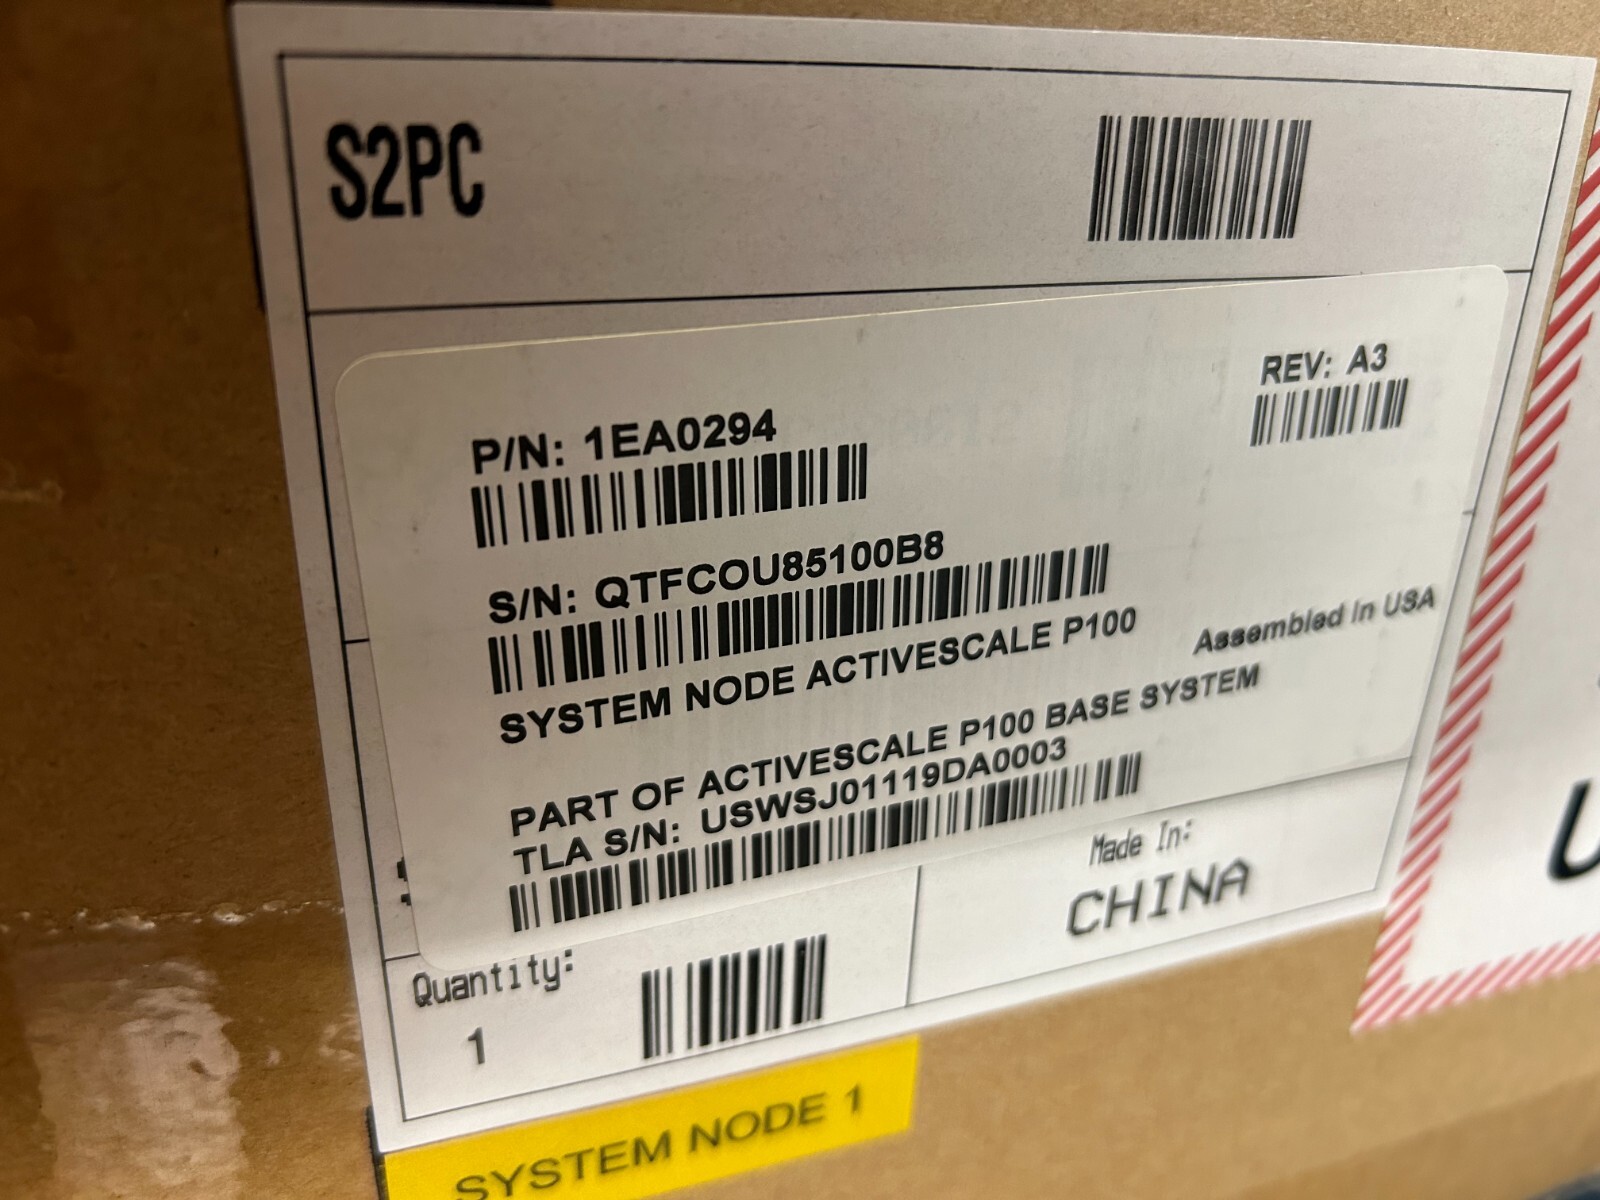 S2PC
REV: A3
P/N: 1EA0294
S/N: QTFCOU85100B8
SYSTEM NODE ACTIVESCALE P100
Assembled In USA
PART OF ACTIVESCALE P100 BASE SYSTEM
TLA S/N: USWSJ01119DA0003
Made In:
CHINA
Quantity:
1
SYSTEM NODE 1